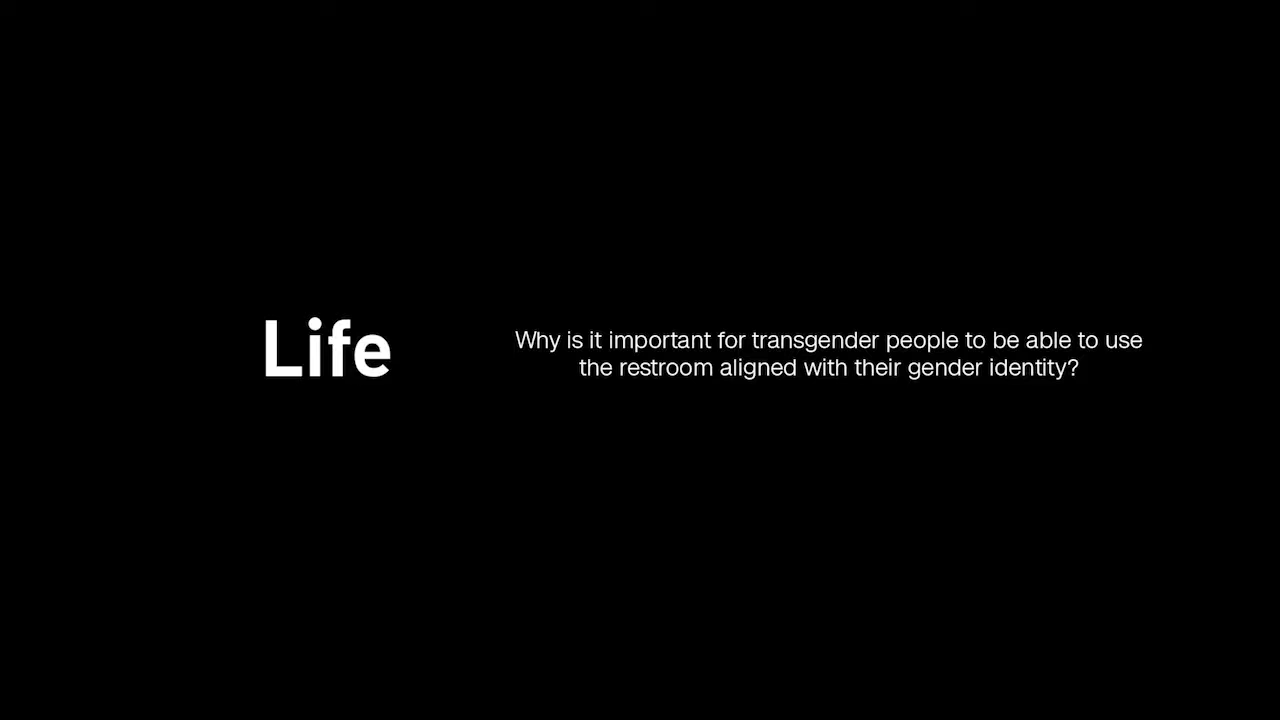 Life
Why is it important for transgender people to be able to use
the restroom aligned with their gender identity?